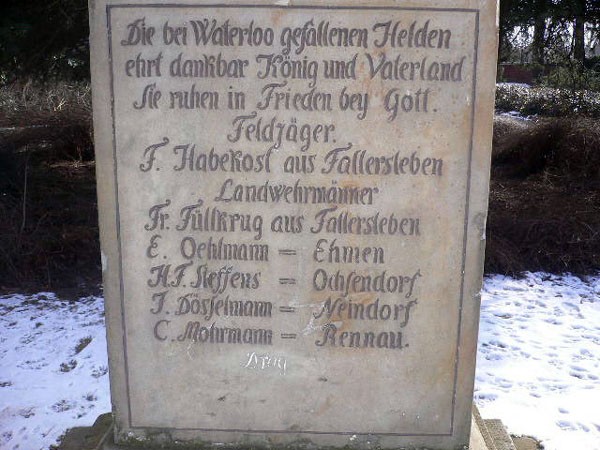 Die bei Waterloo gefallenen Helden
ehrt dankbar König und Vaterland
Sie ruhen in Frieden bey Gott.
Feldjäger.
F. Habekost aus Fallersleben
Landwehrmänner
Fr. Füllkrug aus Fallersleben
E. Oehlmann = Ehmen
H.F. Steffens = Ochsendorf
J. Dösselmann = Neindorf
C. Mohrmann = Rennau.